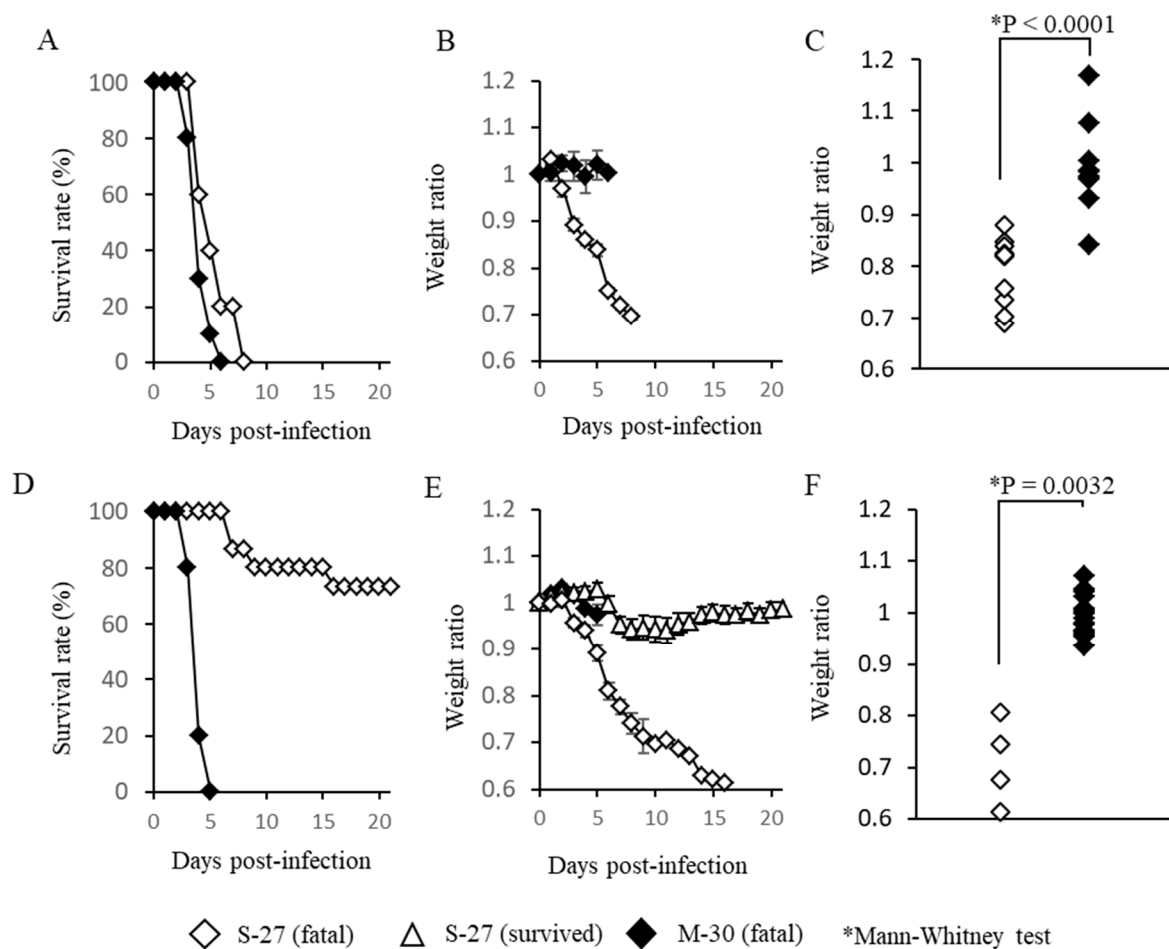 A
B
C
*P < 0.0001
Survival rate (%)
100
80
60
40
20
0
0 5 10 15 20
Days post-infection
Weight ratio
1.2
1.1
1
0.9
0.8
0.7
0.6
0 5 10 15 20
Days post-infection
Weight ratio
1.2
1.1
1
0.9
0.8
0.7
0.6
D
E
F
*P = 0.0032
Survival rate (%)
100
80
60
40
20
0
0 5 10 15 20
Days post-infection
Weight ratio
1.2
1.1
1
0.9
0.8
0.7
0.6
0 5 10 15 20
Days post-infection
Weight ratio
1.2
1.1
1
0.9
0.8
0.7
0.6
S-27 (fatal) S-27 (survived) M-30 (fatal) *Mann-Whitney test